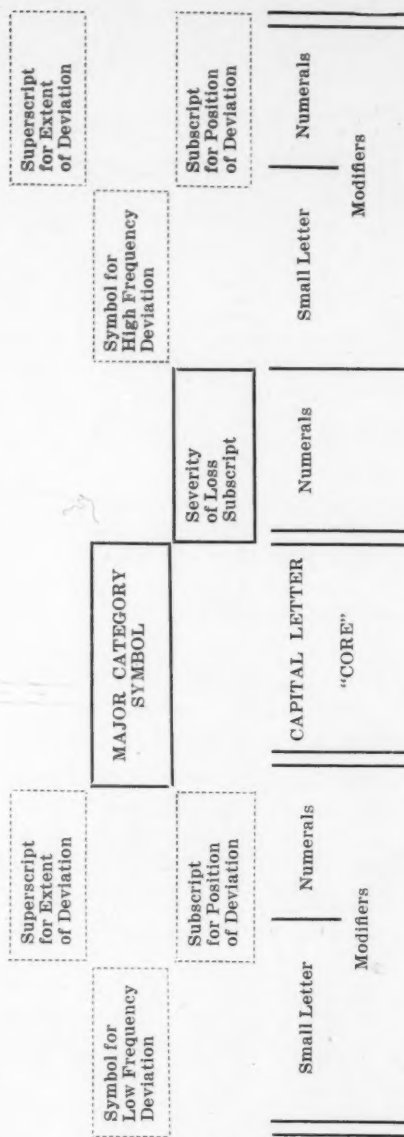 Superscript
for Extent
of Deviation
Superscript
for Extent
of Deviation
Symbol for
Low Frequency
Deviation
MAJOR CATEGORY
SYMBOL
Symbol for
High Frequency
Deviation
Subscript
for Position
of Deviation
Severity
of Loss
Subscript
Subscript
for Position
of Deviation
Small Letter
Numerals
Modifiers
CAPITAL LETTER
"CORE"
Numerals
Small Letter
Numerals
Modifiers